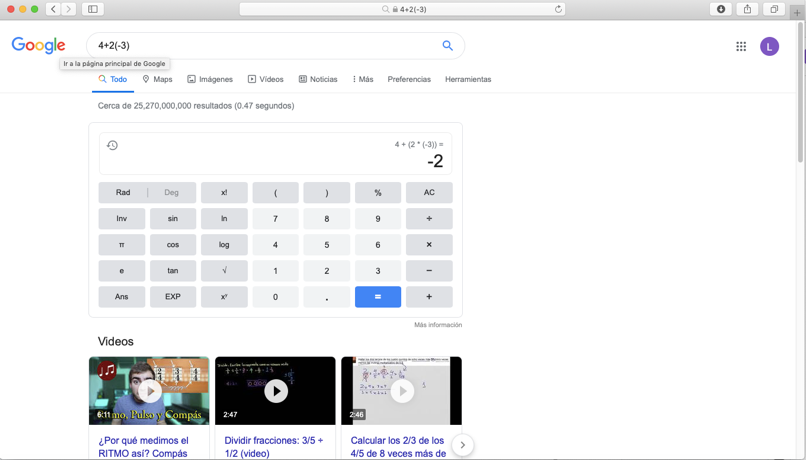 4+2(-3)
Google
4+2(-3)
L
Ir a la página principal de Google
Todo
Maps
Imágenes
Vídeos
Noticias
Más
Preferencias
Herramientas
Cerca de 25,270,000,000 resultados (0.47 segundos)
4 + (2 * (-3)) =
-2
Rad
Deg
x!
(
)
%
AC
Inv
sin
ln
7
8
9
÷
π
cos
log
4
5
6
×
e
tan
√
1
2
3
−
Ans
EXP
xʸ
0
.
=
+
Más información
Videos
6:11
mo, Pulso y Compás
2:47
2:46
¿Por qué medimos el
RITMO así? Compás
Dividir fracciones: 3/5 ÷
1/2 (video)
Calcular los 2/3 de los
4/5 de 8 veces más de